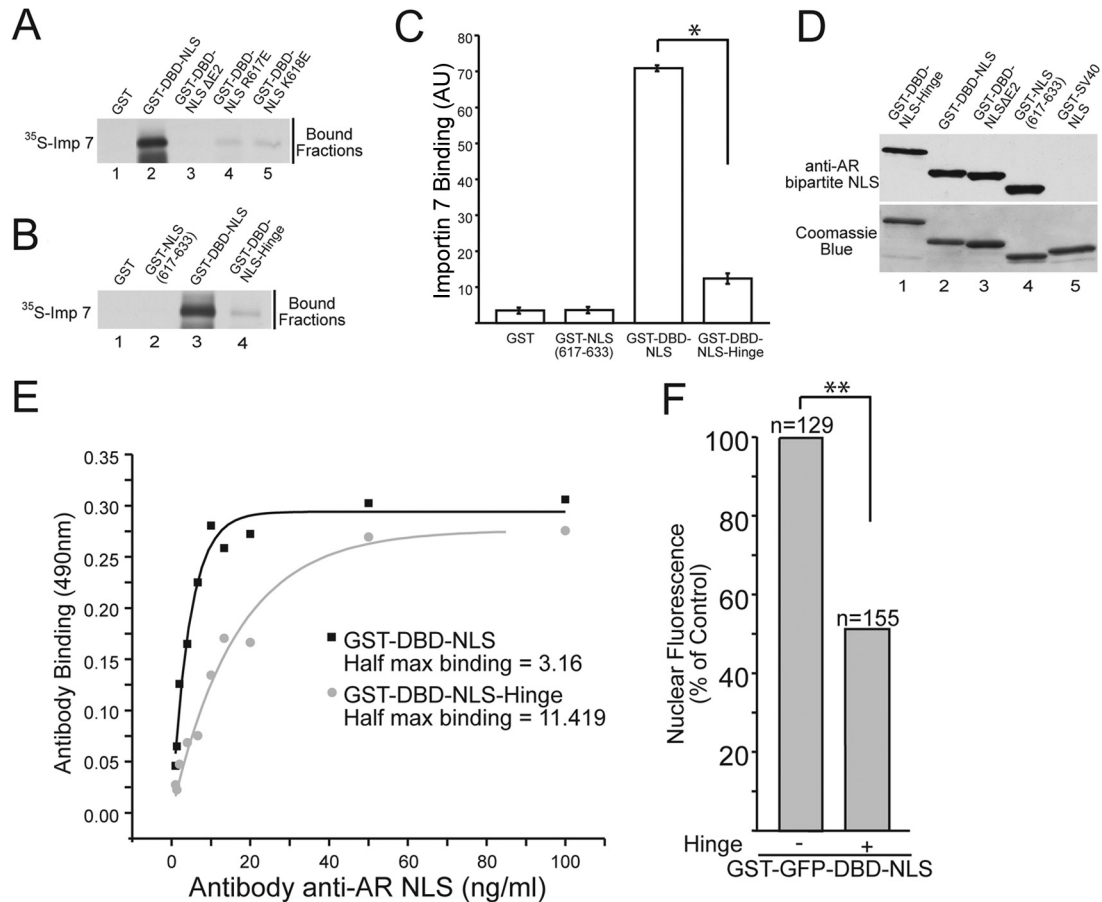 A
GST
GST-DBD-NLS
GST-DBD-
NLS ΔE2
GST-DBD-
NLS R617E
GST-DBD-
NLS K618E
35S-Imp 7
Bound
Fractions
1 2 3 4 5
B
GST
GST-NLS
(617-633)
GST-DBD-NLS
GST-DBD-
NLS-Hinge
35S-Imp 7
Bound
Fractions
1 2 3 4
C
Importin 7 Binding (AU)
80
70
60
50
40
30
20
10
*
GST
GST-NLS
(617-633)
GST-DBD-
NLS
GST-DBD-
NLS-Hinge
D
GST-DBD-
NLS-Hinge
GST-DBD-NLS
GST-DBD-
NLSΔE2
GST-NLS
(617-633)
GST-SV40
NLS
anti-AR
bipartite NLS
Coomassie
Blue
1 2 3 4 5
E
Antibody Binding (490nm)
0.35
0.30
0.25
0.20
0.15
0.10
0.05
0.00
GST-DBD-NLS
Half max binding = 3.16
GST-DBD-NLS-Hinge
Half max binding = 11.419
0 20 40 60 80 100
Antibody anti-AR NLS (ng/ml)
F
Nuclear Fluorescence
(% of Control)
100
80
60
40
20
**
n=129
n=155
Hinge - +
GST-GFP-DBD-NLS